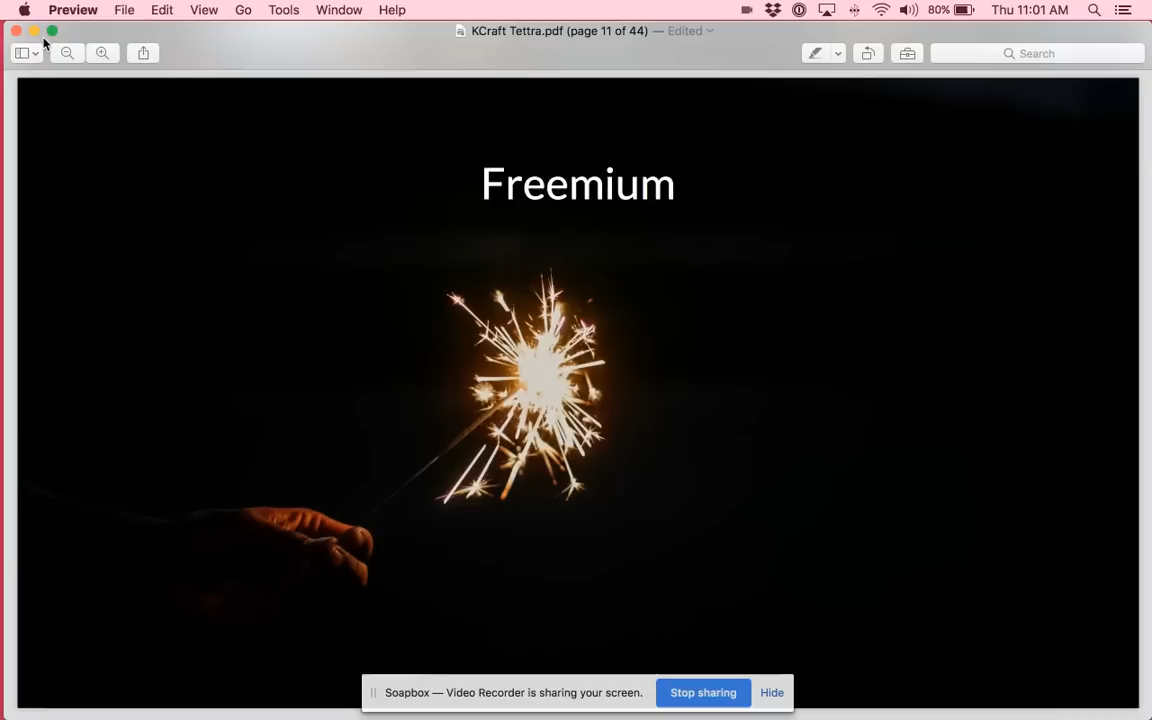 Preview File Edit View Go Tools Window Help 80% Thu 11:01 AM
KCraft Tettra.pdf (page 11 of 44) — Edited
Search
Freemium
Soapbox — Video Recorder is sharing your screen. Stop sharing Hide